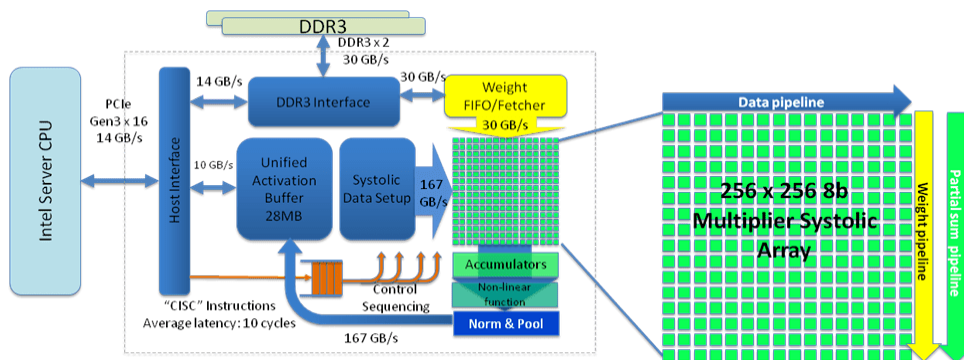 DDR3
DDR3 x 2
30 GB/s
Intel Server CPU
PCIe
Gen3 x 16
14 GB/s
Host Interface
14 GB/s
DDR3 Interface
30 GB/s
Weight
FIFO/Fetcher
30 GB/s
10 GB/s
Unified
Activation
Buffer
28MB
Systolic
Data Setup
167
GB/s
Accumulators
Non-linear
function
Norm & Pool
Control
Sequencing
"CISC" Instructions
Average latency: 10 cycles
167 GB/s
Data pipeline
256 x 256 8b
Multiplier Systolic
Array
Weight pipeline
Partial sum pipeline